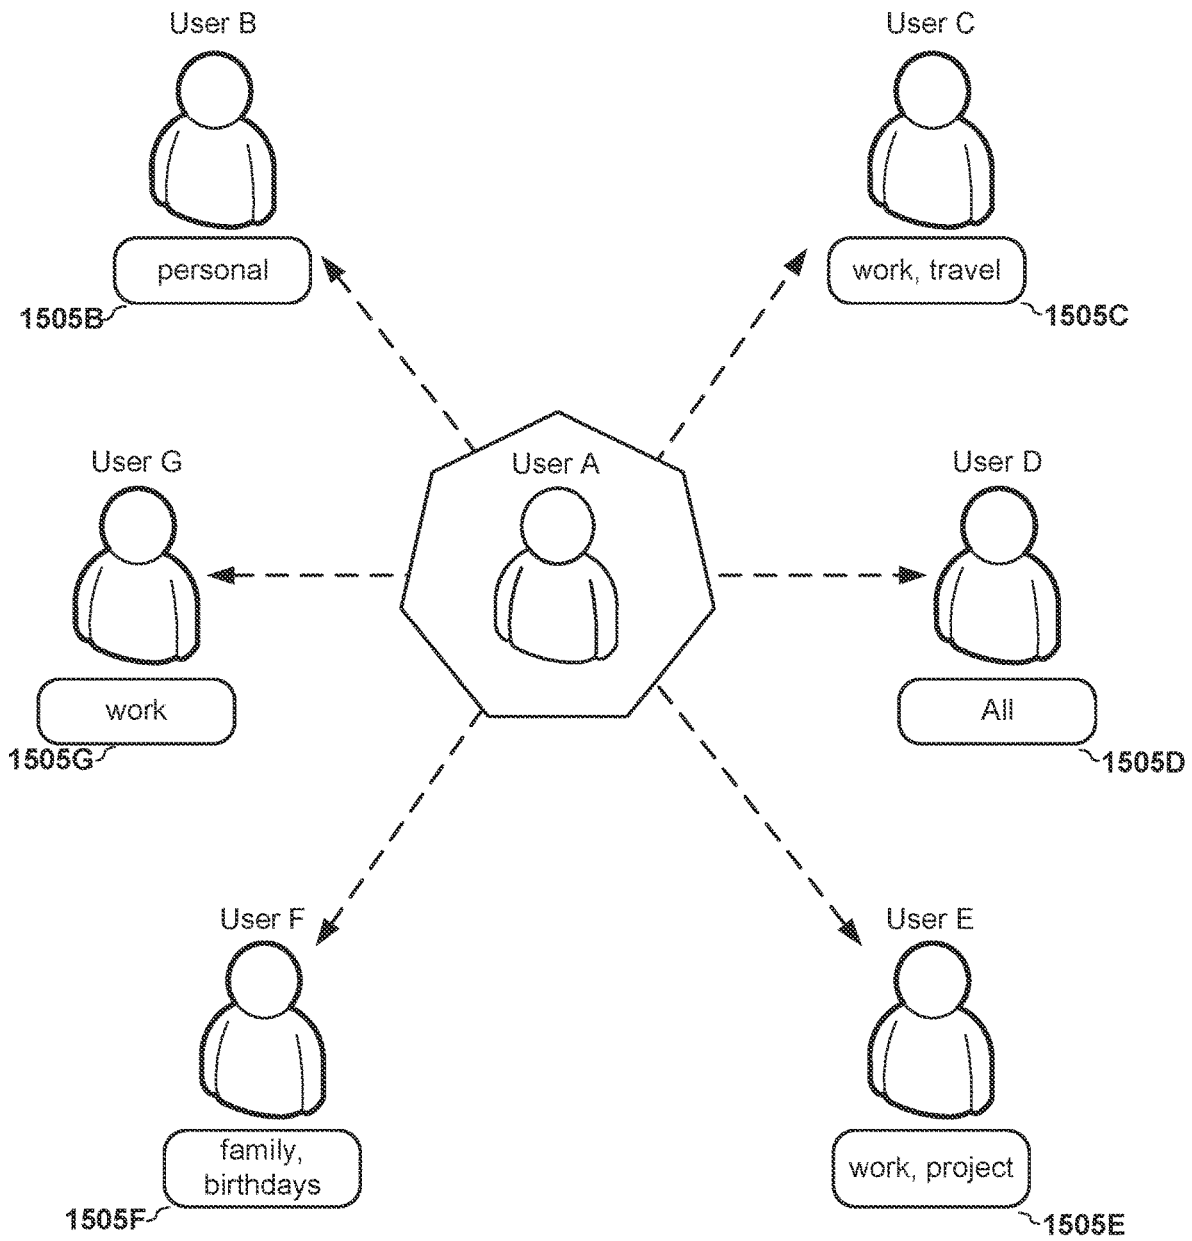 User B
User C
personal
work, travel
1505B
1505C
User G
User A
User D
work
All
1505G
1505D
User F
User E
family,
birthdays
work, project
1505F
1505E